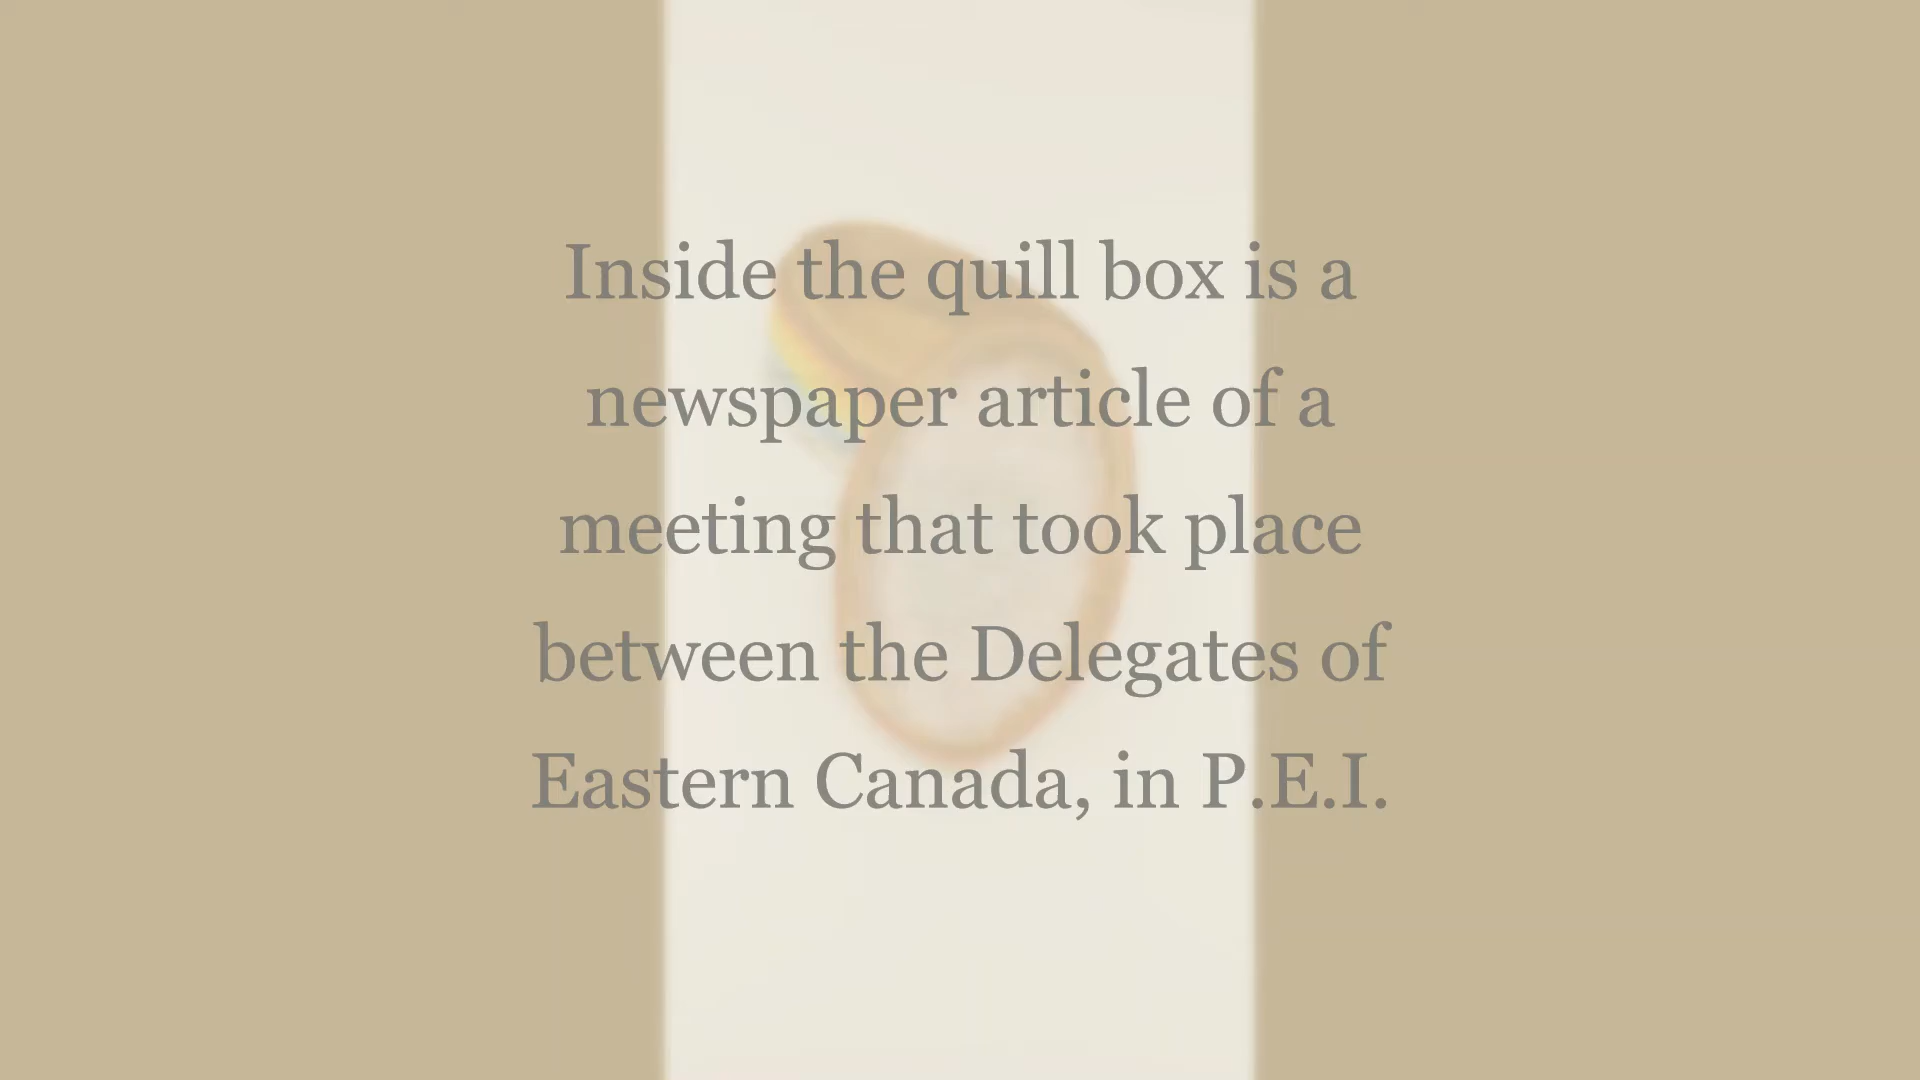 Inside the quill box is a
newspaper article of a
meeting that took place
between the Delegates of
Eastern Canada, in P.E.I.